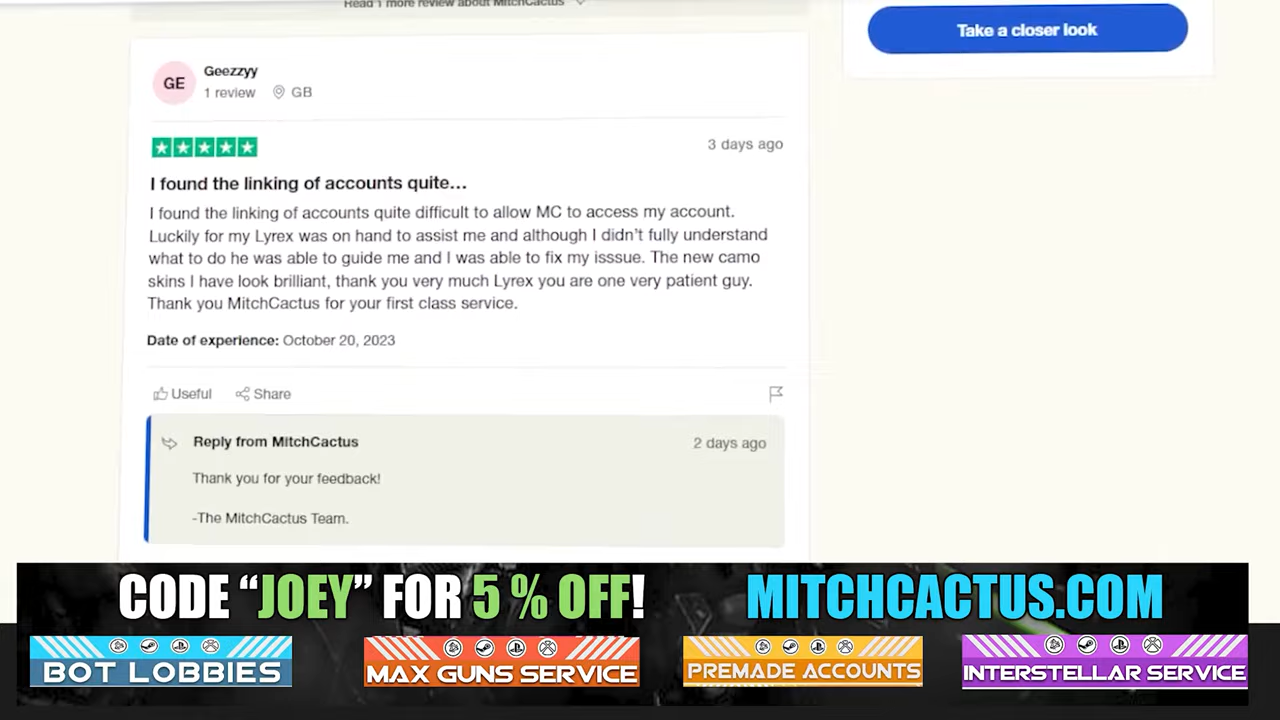 Read 1 more review about MitchCactus
Take a closer look
GE
Geezzyy
1 review GB
3 days ago
I found the linking of accounts quite…
I found the linking of accounts quite difficult to allow MC to access my account.
Luckily for my Lyrex was on hand to assist me and although I didn't fully understand
what to do he was able to guide me and I was able to fix my isssue. The new camo
skins I have look brilliant, thank you very much Lyrex you are one very patient guy.
Thank you MitchCactus for your first class service.
Date of experience: October 20, 2023
Useful Share
Reply from MitchCactus
2 days ago
Thank you for your feedback!
-The MitchCactus Team.
CODE “JOEY” FOR 5 % OFF!
MITCHCACTUS.COM
BOT LOBBIES
MAX GUNS SERVICE
PREMADE ACCOUNTS
INTERSTELLAR SERVICE